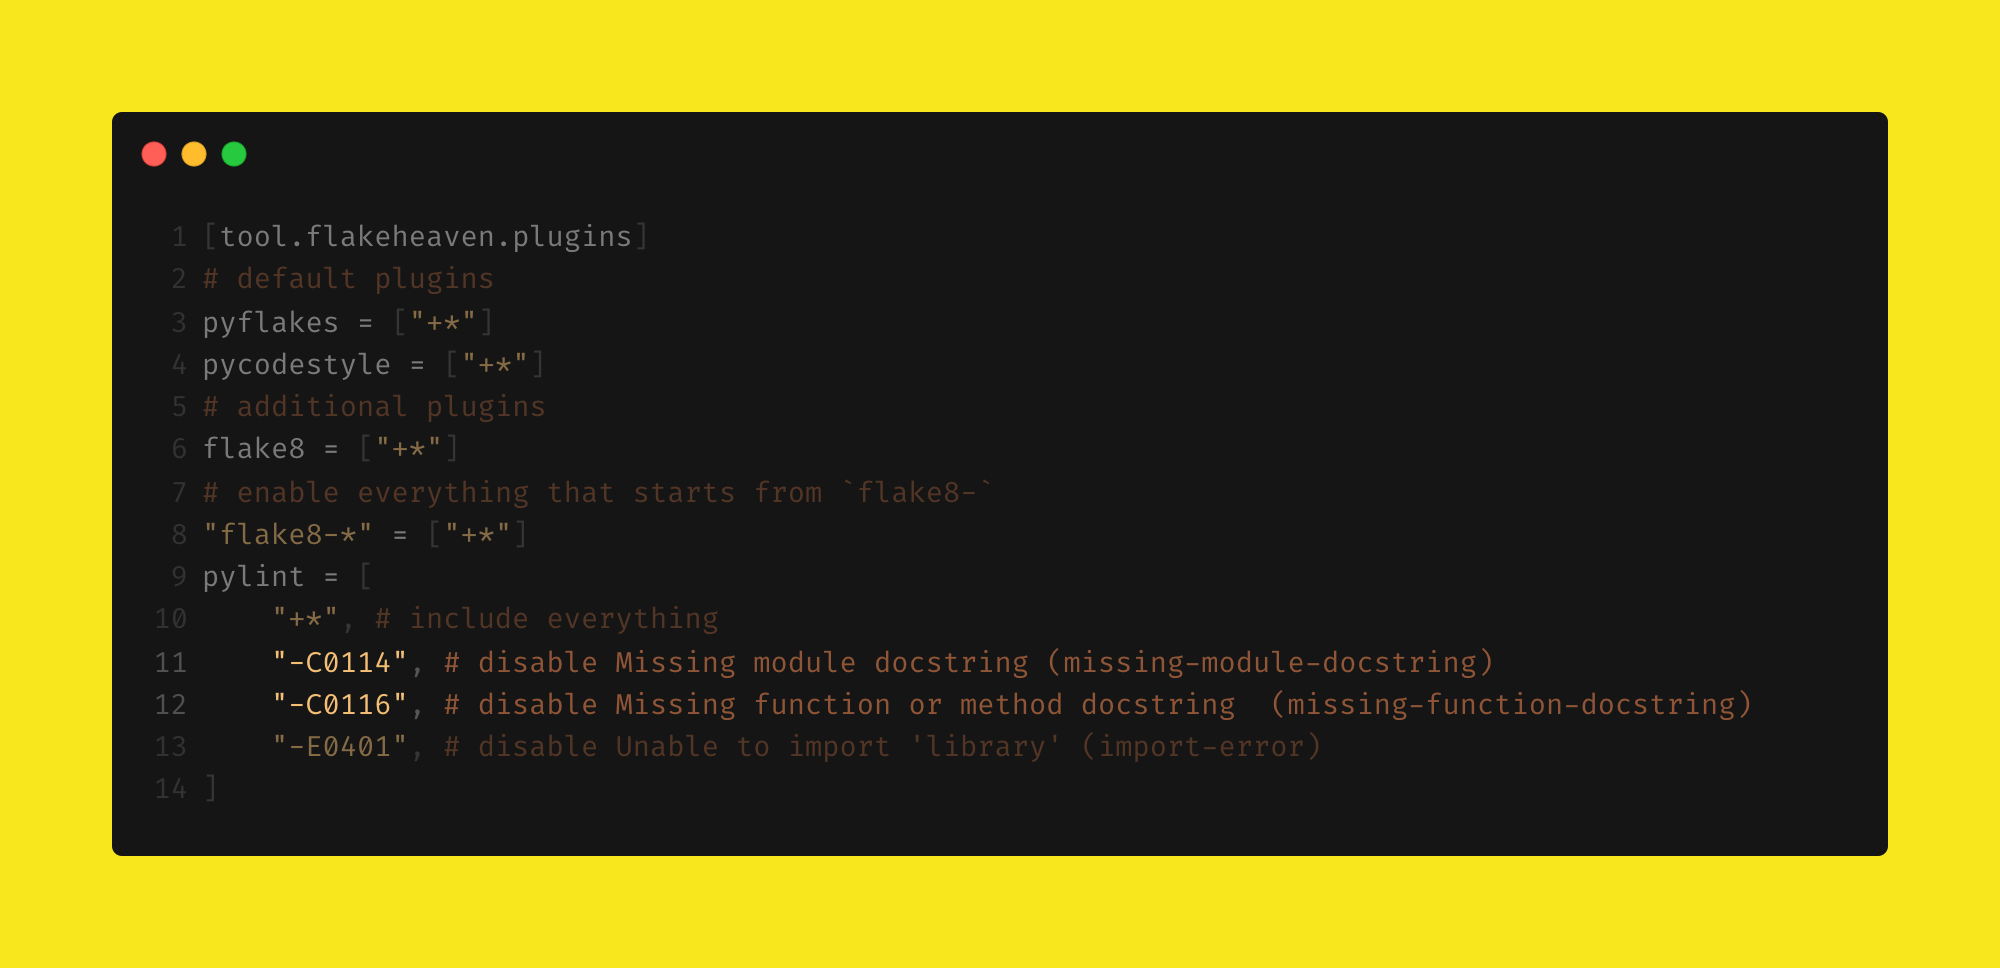 1 [tool.flakeheaven.plugins]
2 # default plugins
3 pyflakes = ["+*"]
4 pycodestyle = ["+*"]
5 # additional plugins
6 flake8 = ["+*"]
7 # enable everything that starts from `flake8-`
8 "flake8-*" = ["+*"]
9 pylint = [
10     "+*", # include everything
11     "-C0114", # disable Missing module docstring (missing-module-docstring)
12     "-C0116", # disable Missing function or method docstring  (missing-function-docstring)
13     "-E0401", # disable Unable to import 'library' (import-error)
14 ]